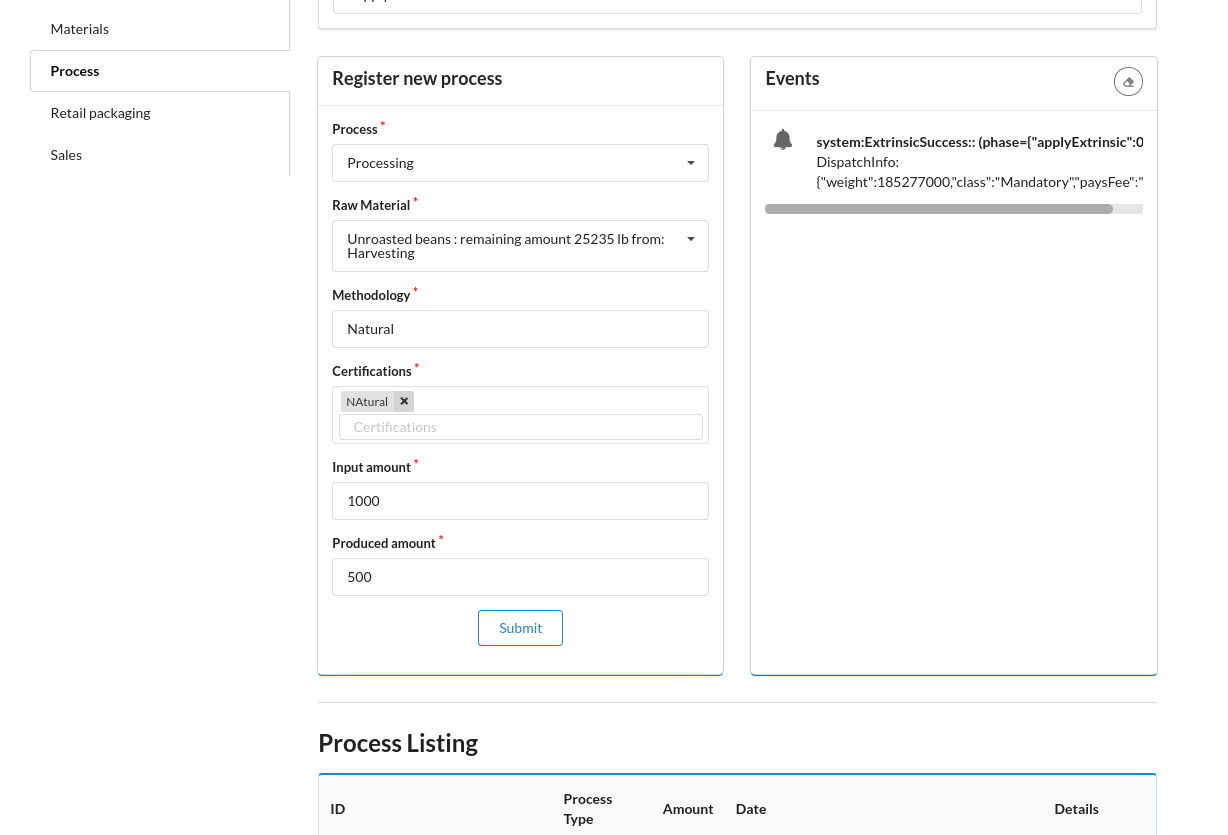 Materials
Process
Retail packaging
Sales
Register new process
Process *
Processing
Raw Material *
Unroasted beans : remaining amount 25235 lb from:
Harvesting
Methodology *
Natural
Certifications *
NAtural
Certifications
Input amount *
1000
Produced amount *
500
Submit
Events
system:ExtrinsicSuccess:: (phase={"applyExtrinsic":0
DispatchInfo:
{"weight":185277000,"class":"Mandatory","paysFee":"
Process Listing
ID
Process
Type
Amount
Date
Details